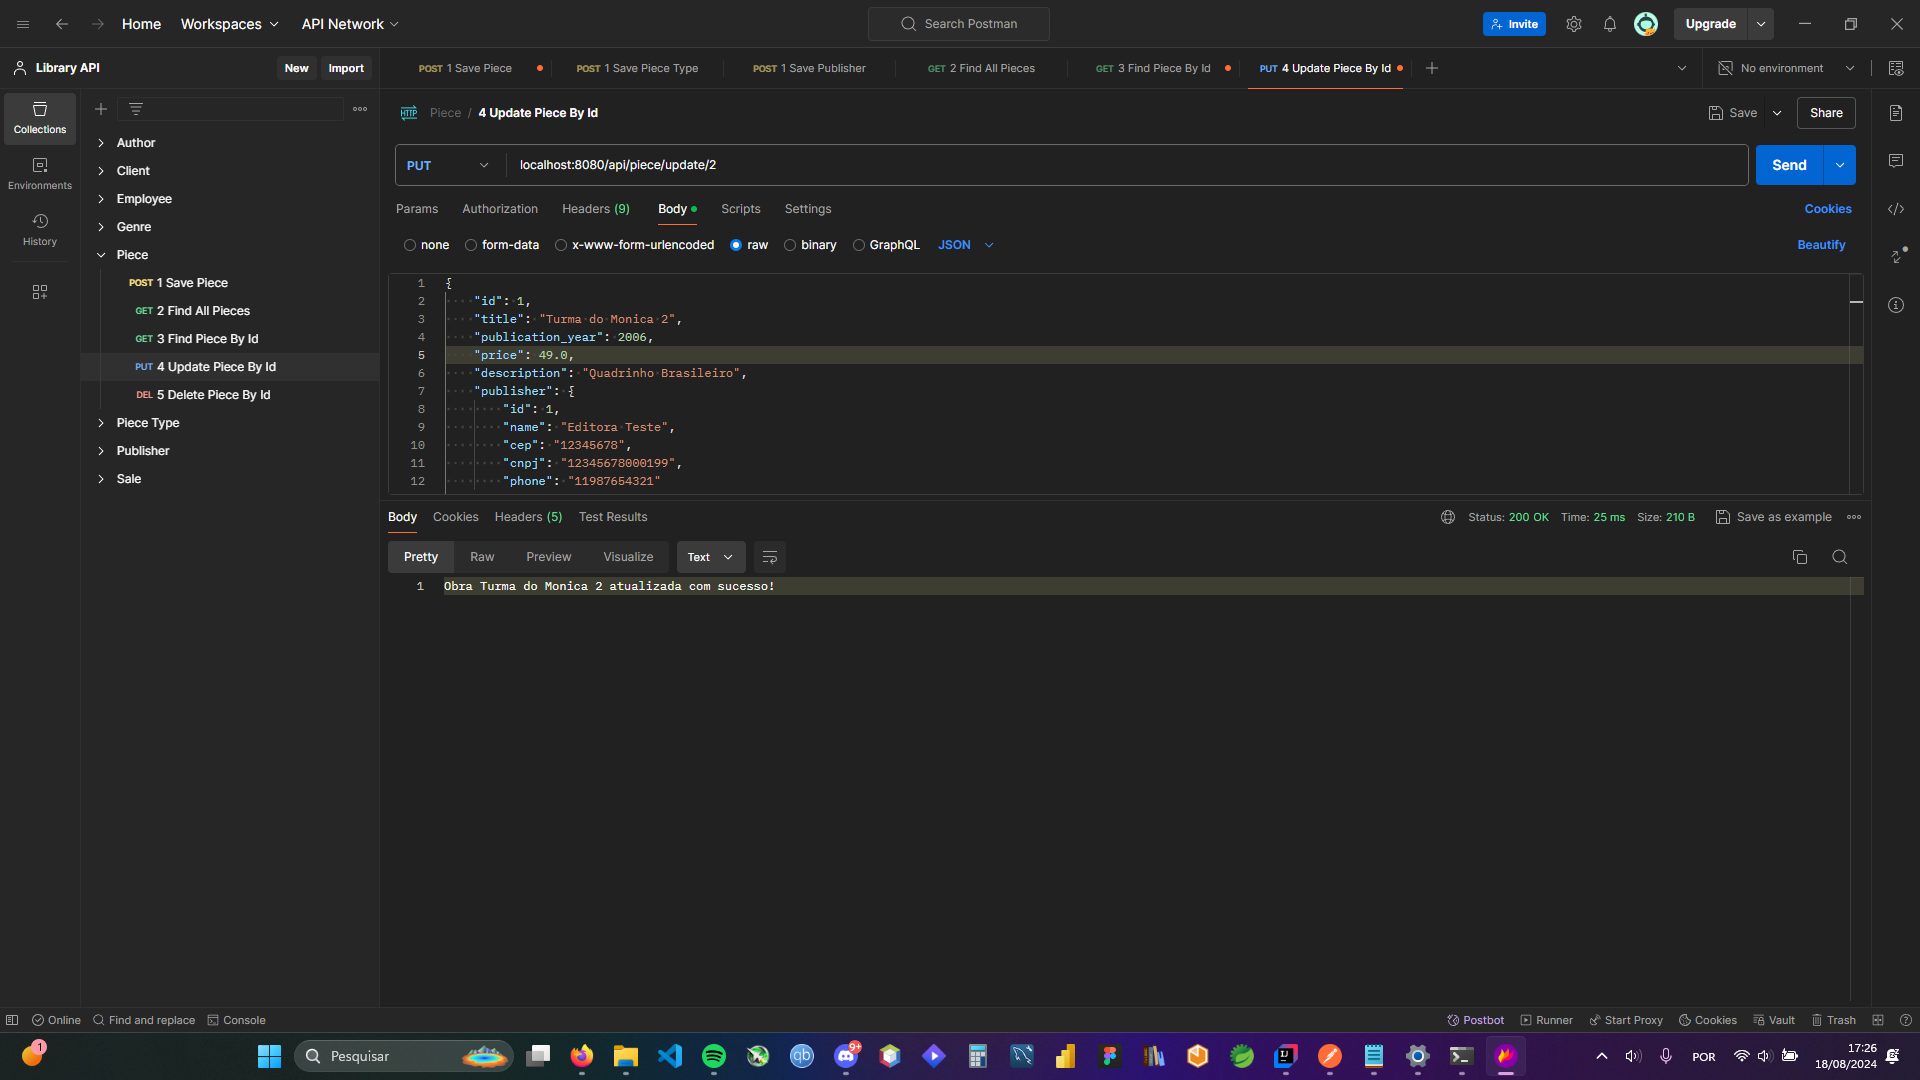 Home Workspaces API Network Search Postman Invite Upgrade
Library API New Import
POST 1 Save Piece POST 1 Save Piece Type POST 1 Save Publisher GET 2 Find All Pieces GET 3 Find Piece By Id PUT 4 Update Piece By Id No environment
Collections
Environments
History
Author
Client
Employee
Genre
Piece
POST 1 Save Piece
GET 2 Find All Pieces
GET 3 Find Piece By Id
PUT 4 Update Piece By Id
DEL 5 Delete Piece By Id
Piece Type
Publisher
Sale
HTTP Piece / 4 Update Piece By Id Save Share
PUT localhost:8080/api/piece/update/2 Send
Params Authorization Headers (9) Body Scripts Settings Cookies
none form-data x-www-form-urlencoded raw binary GraphQL JSON Beautify
1 {
2 "id": 1,
3 "title": "Turma do Monica 2",
4 "publication_year": 2006,
5 "price": 49.0,
6 "description": "Quadrinho Brasileiro",
7 "publisher": {
8 "id": 1,
9 "name": "Editora Teste",
10 "cep": "12345678",
11 "cnpj": "12345678000199",
12 "phone": "11987654321"
Body Cookies Headers (5) Test Results Status: 200 OK Time: 25 ms Size: 210 B Save as example
Pretty Raw Preview Visualize Text
1 Obra Turma do Monica 2 atualizada com sucesso!
Online Find and replace Console Postbot Runner Start Proxy Cookies Vault Trash
1 Pesquisar qb 9+ IJ POR 17:26
18/08/2024